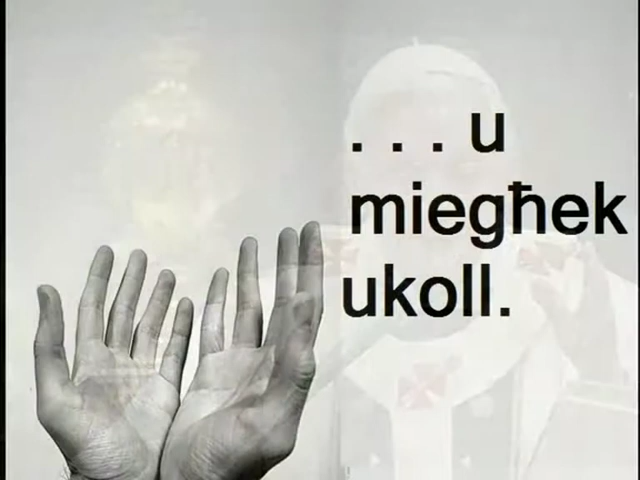 . . . u
miegħek
ukoll.